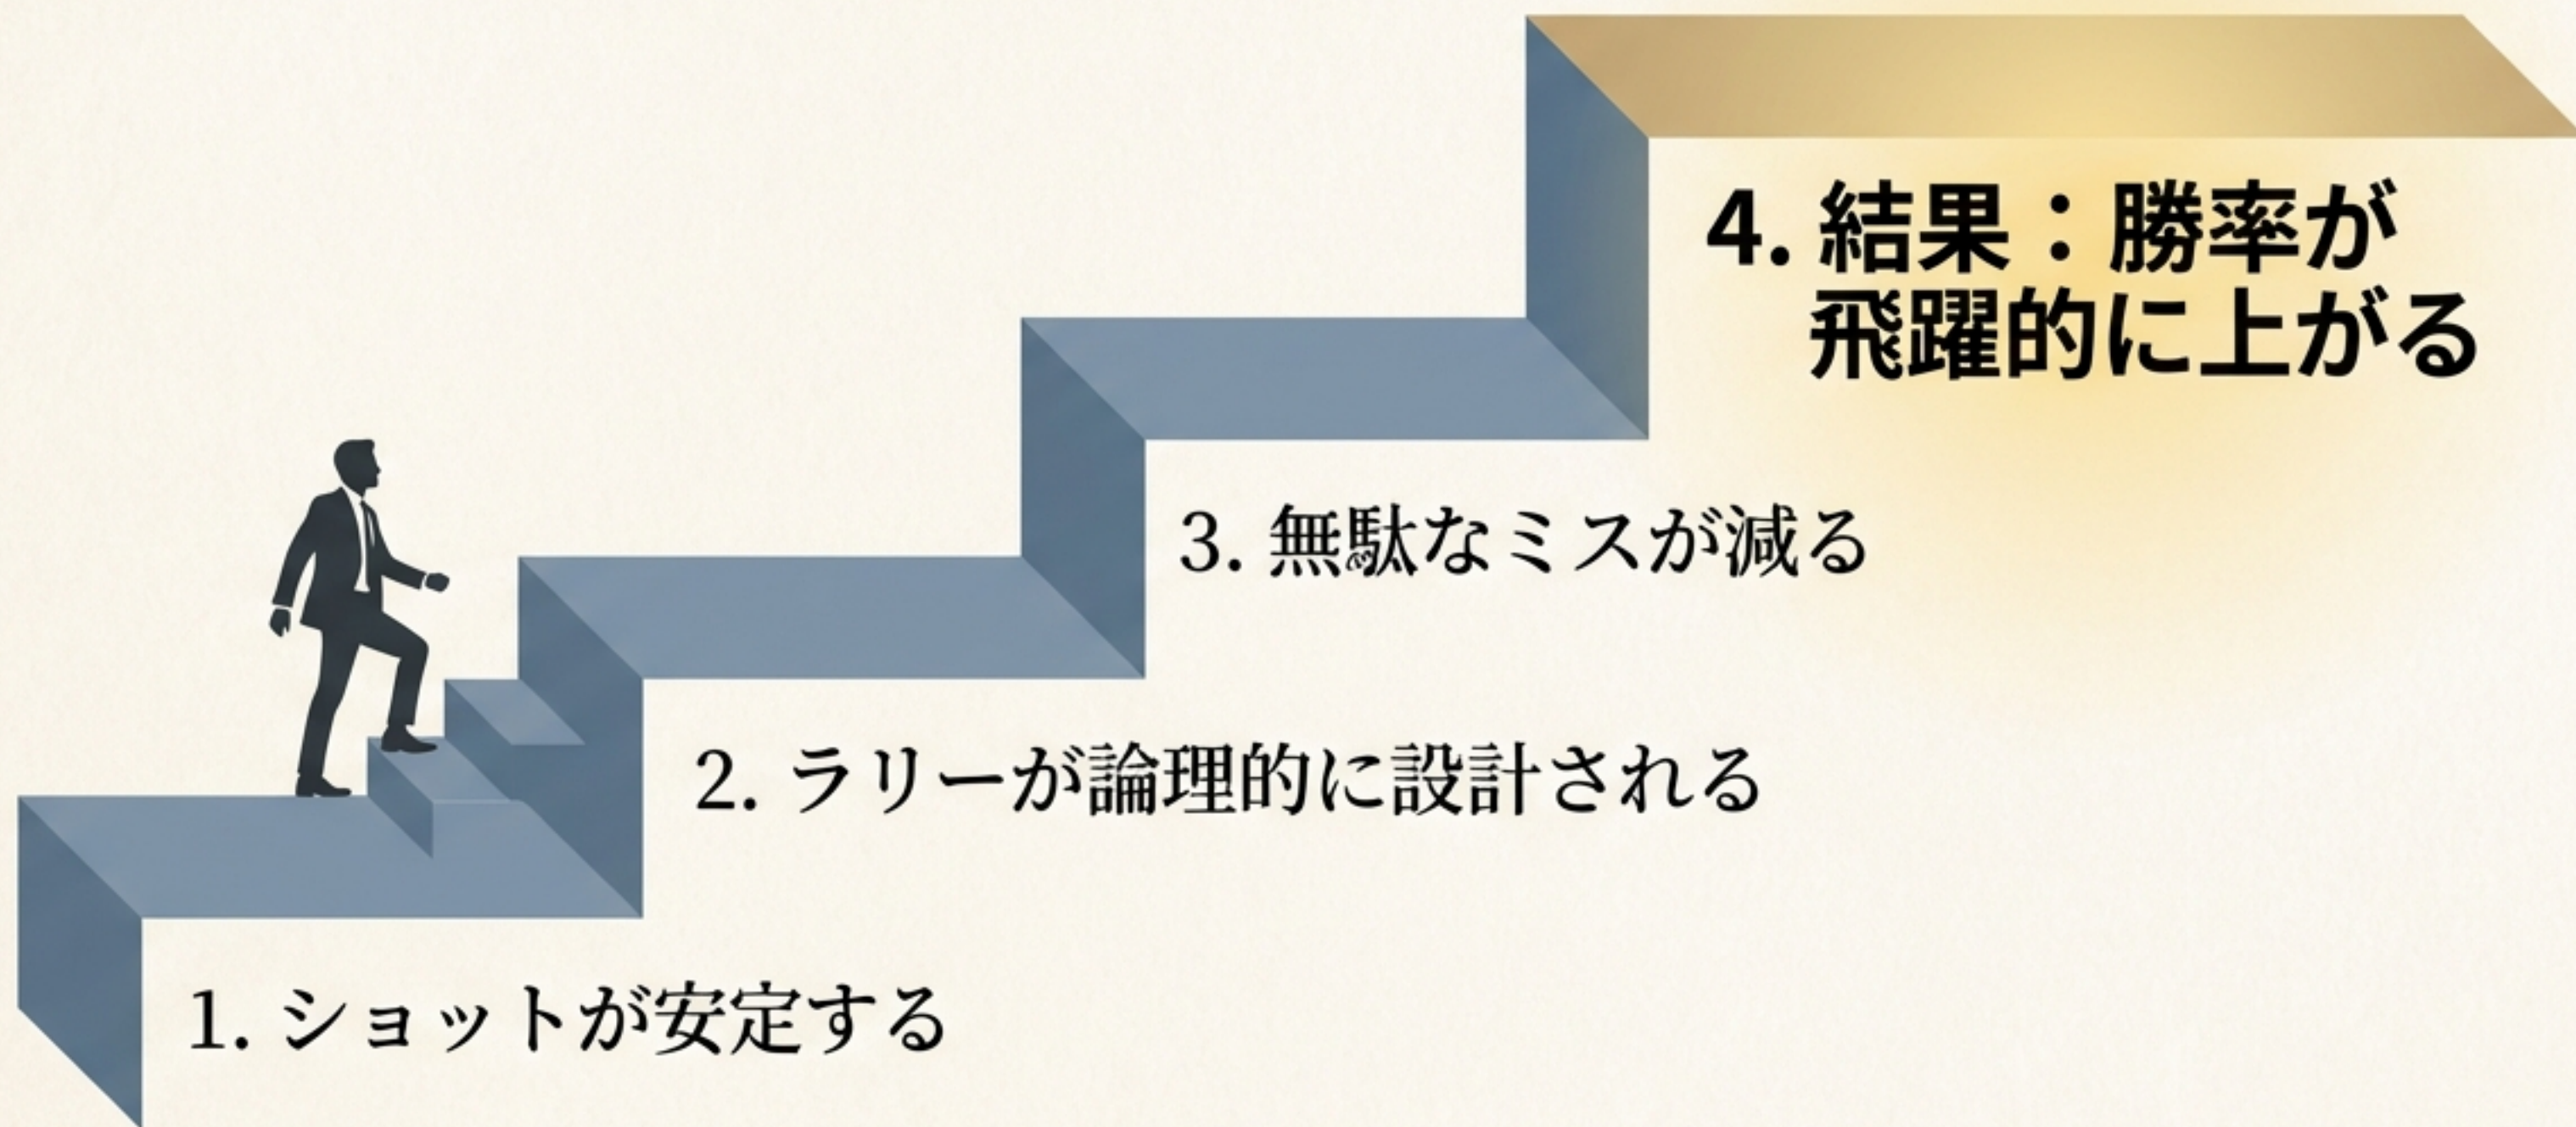 4. 結果：勝率が
飛躍的に上がる
3. 無駄なミスが減る
2. ラリーが論理的に設計される
1. ショットが安定する